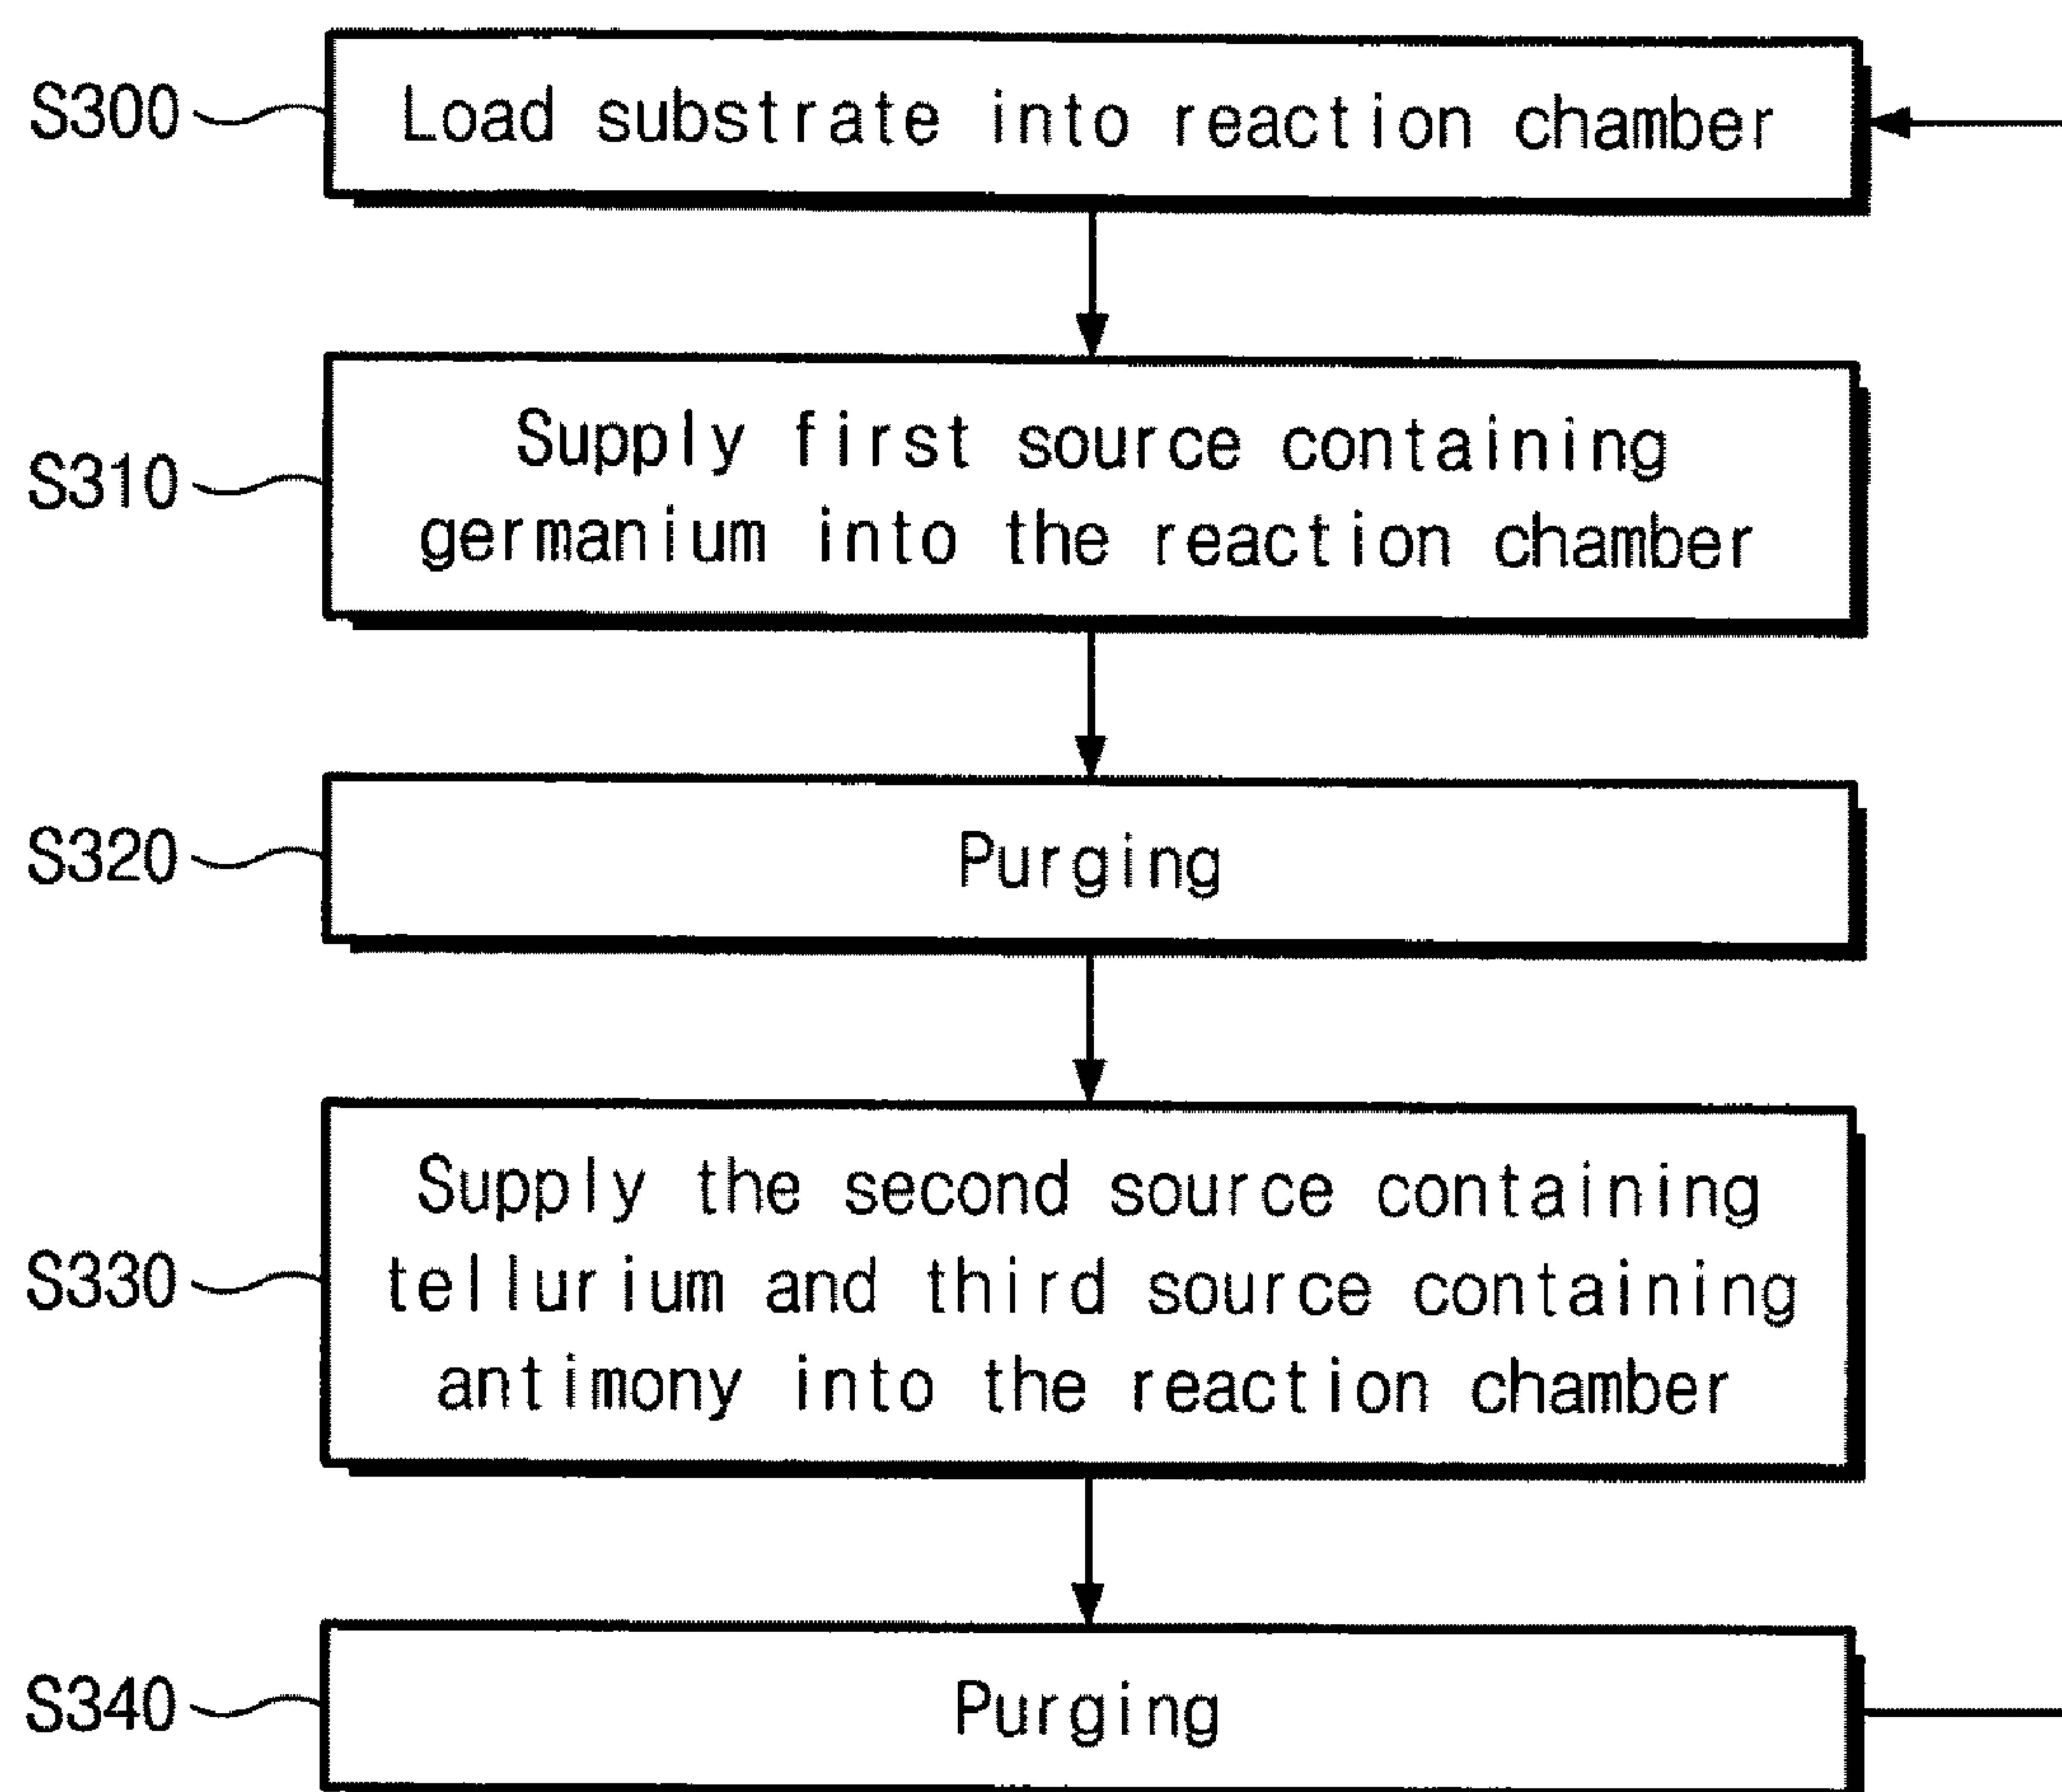 S300
Load substrate into reaction chamber
S310
Supply first source containing
germanium into the reaction chamber
S320
Purging
S330
Supply the second source containing
tellurium and third source containing
antimony into the reaction chamber
S340
Purging